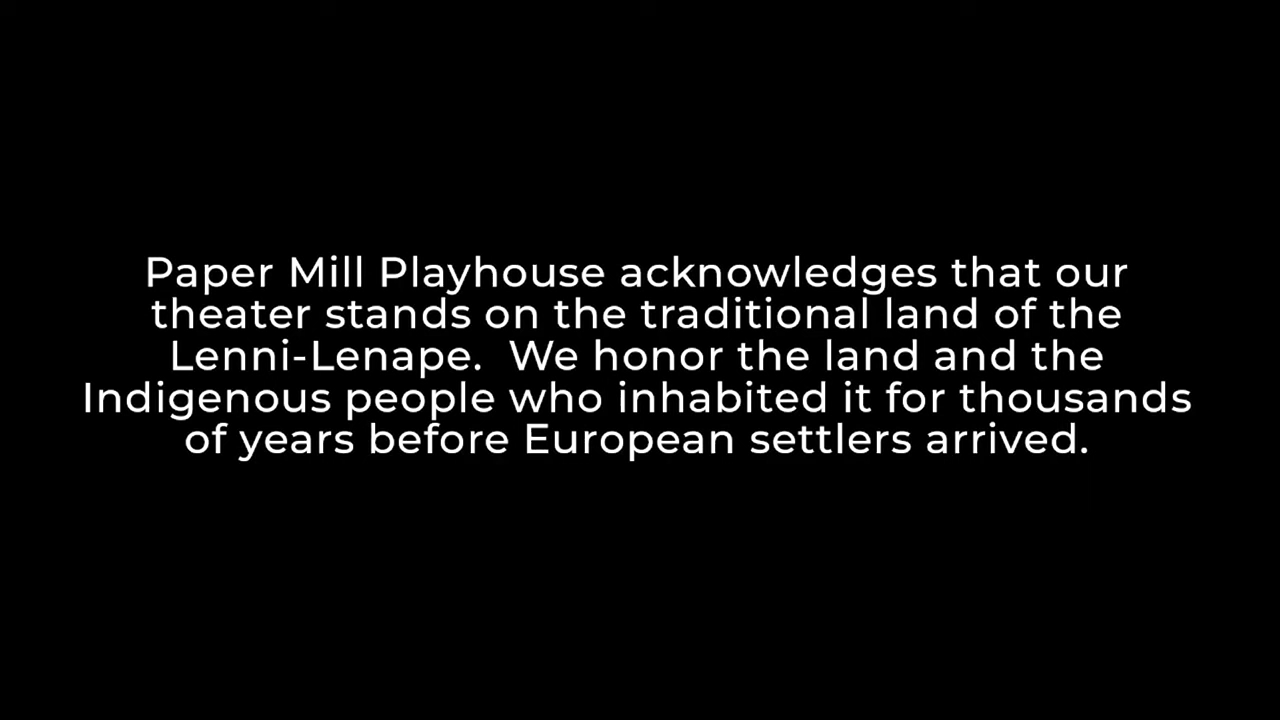 Paper Mill Playhouse acknowledges that our
theater stands on the traditional land of the
Lenni-Lenape.  We honor the land and the
Indigenous people who inhabited it for thousands
of years before European settlers arrived.